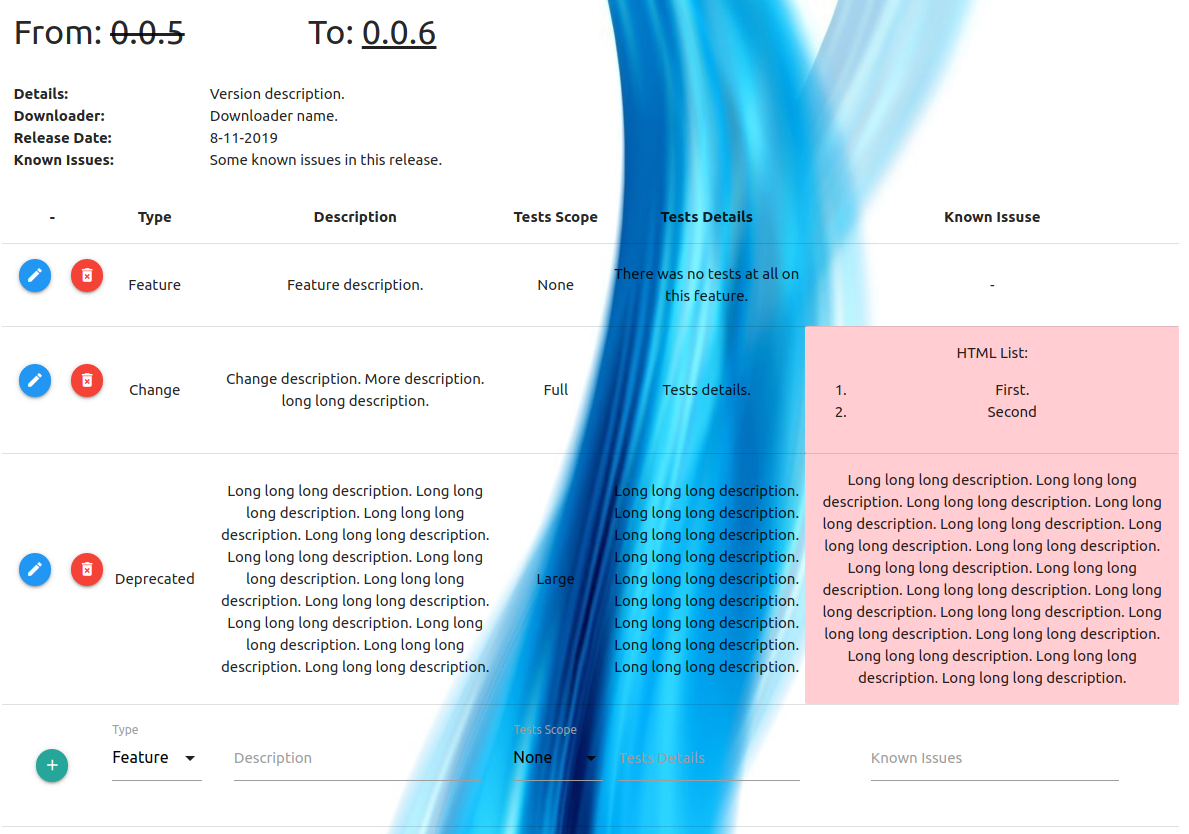 From: 0.0.5 To: 0.0.6
Details: Version description.
Downloader: Downloader name.
Release Date: 8-11-2019
Known Issues: Some known issues in this release.
- Type Description Tests Scope Tests Details Known Issuse
Feature
Feature description.
None
There was no tests at all on
this feature.
-
Change
Change description. More description.
long long description.
Full
Tests details.
HTML List:
1. First.
2. Second
Deprecated
Long long long description. Long long
long description. Long long long
description. Long long long description.
Long long long description. Long long
long description. Long long long
description. Long long long description.
Long long long description. Long long
long description. Long long long
description. Long long long description.
Large
Long long long description.
Long long long description.
Long long long description.
Long long long description.
Long long long description.
Long long long description.
Long long long description.
Long long long description.
Long long long description.
Long long long description. Long long long
description. Long long long description. Long
long description. Long long long description. Long
long long description. Long long long description.
Long long long description. Long long long
description. Long long long description. Long long
long description. Long long long description. Long
long long description. Long long long description.
Long long long description. Long long long
description. Long long long description.
Type
Feature
Description
Tests Scope
None
Tests Details
Known Issues